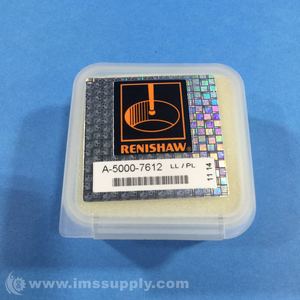 RENISHAW
A-5000-7612 LL / PL
11 14
© www.imssupply.com